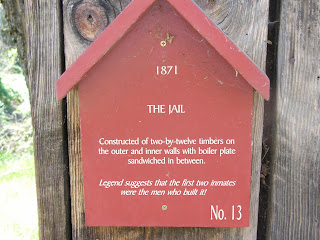 1871
THE JAIL
Constructed of two-by-twelve timbers on
the outer and inner walls with boiler plate
sandwiched in between.
Legend suggests that the first two inmates
were the men who built it!
No. 13